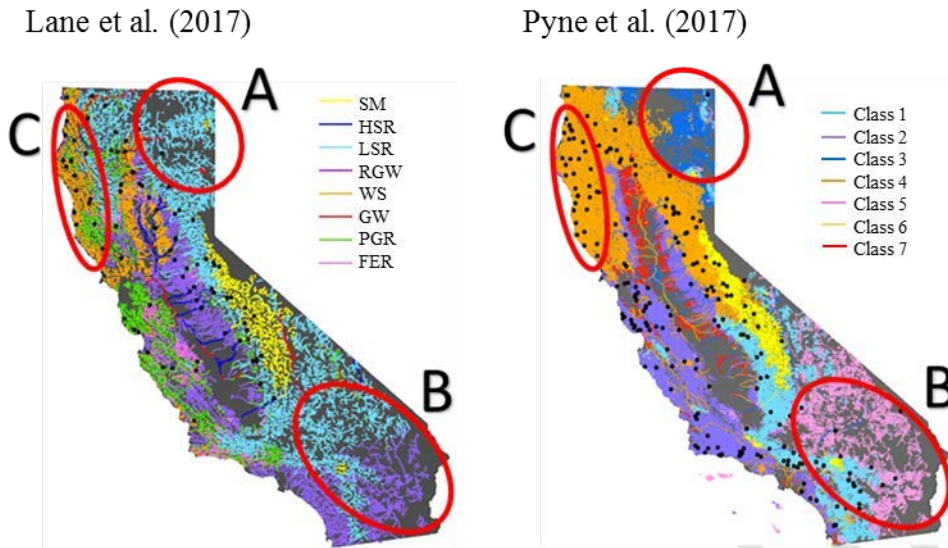 Lane et al. (2017)
Pyne et al. (2017)
A
B
C
SM
HSR
LSR
RGW
WS
GW
PGR
FER
A
B
C
Class 1
Class 2
Class 3
Class 4
Class 5
Class 6
Class 7